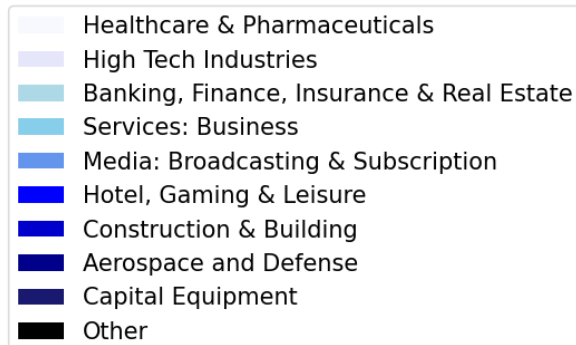 Healthcare & Pharmaceuticals
High Tech Industries
Banking, Finance, Insurance & Real Estate
Services: Business
Media: Broadcasting & Subscription
Hotel, Gaming & Leisure
Construction & Building
Aerospace and Defense
Capital Equipment
Other